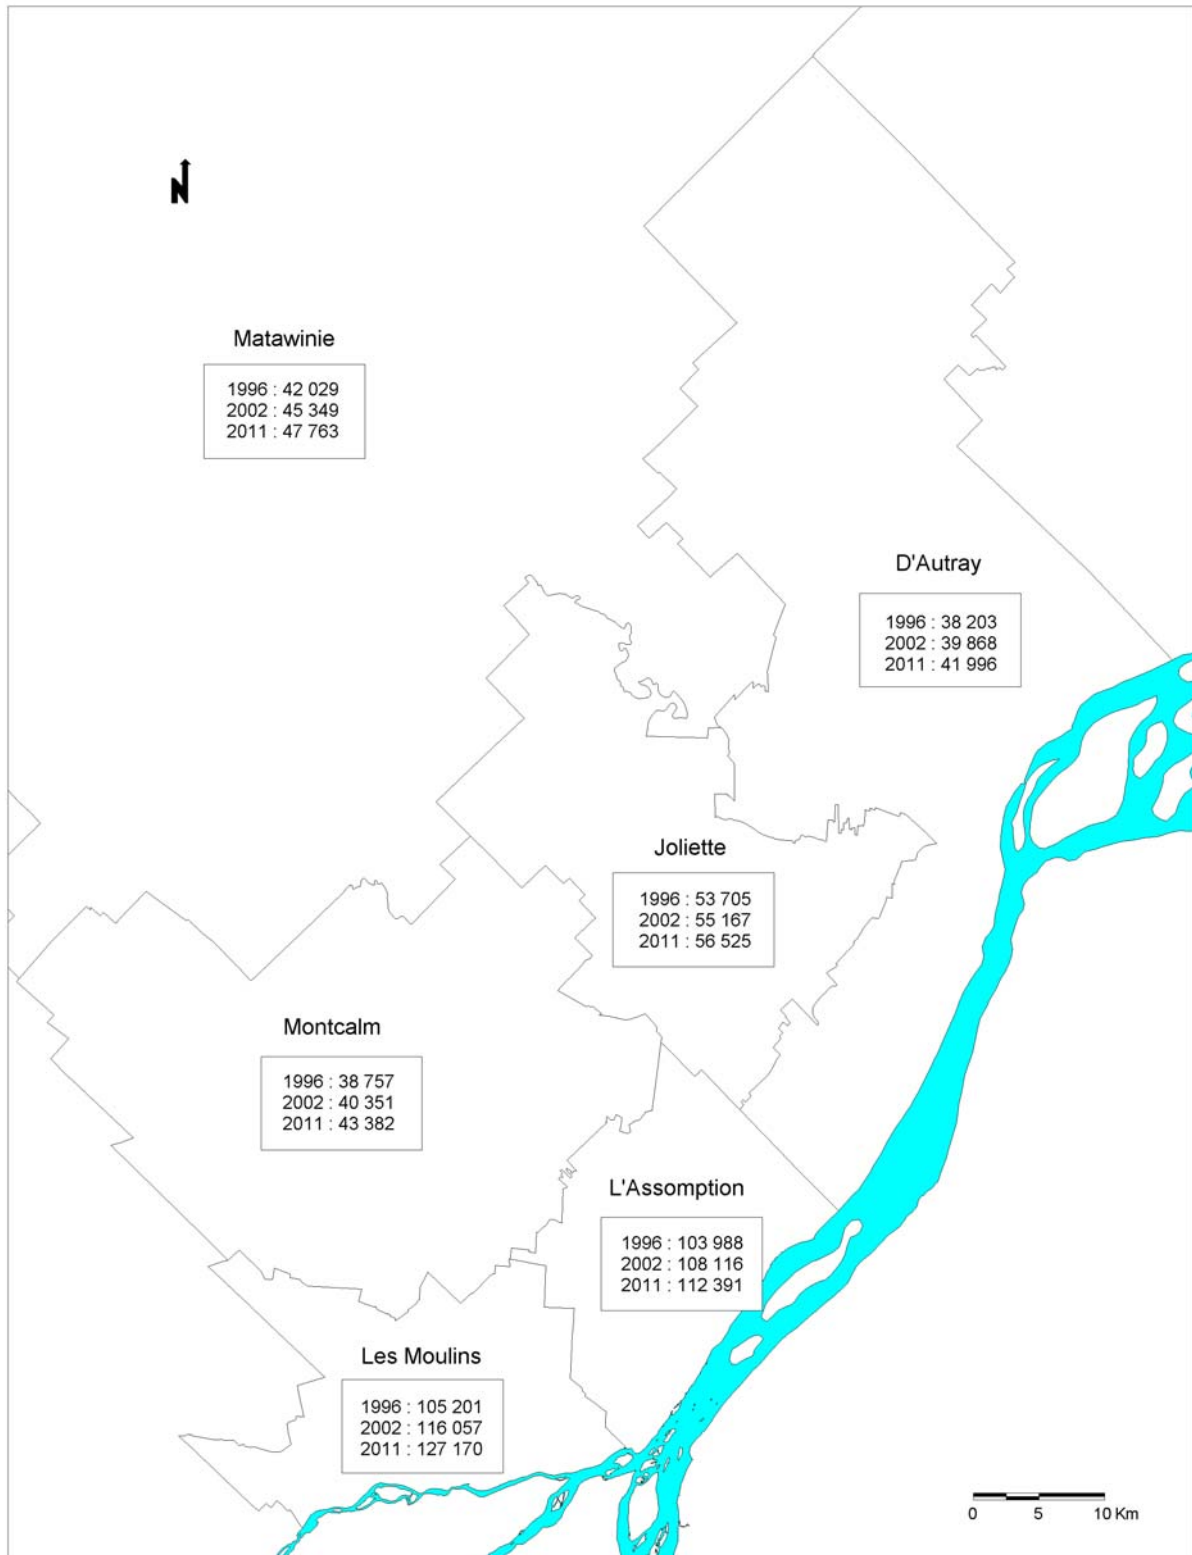 N
Matawinie
1996 : 42 029
2002 : 45 349
2011 : 47 763
D'Autray
1996 : 38 203
2002 : 39 868
2011 : 41 996
Joliette
1996 : 53 705
2002 : 55 167
2011 : 56 525
Montcalm
1996 : 38 757
2002 : 40 351
2011 : 43 382
L'Assomption
1996 : 103 988
2002 : 108 116
2011 : 112 391
Les Moulins
1996 : 105 201
2002 : 116 057
2011 : 127 170
0 5 10 Km